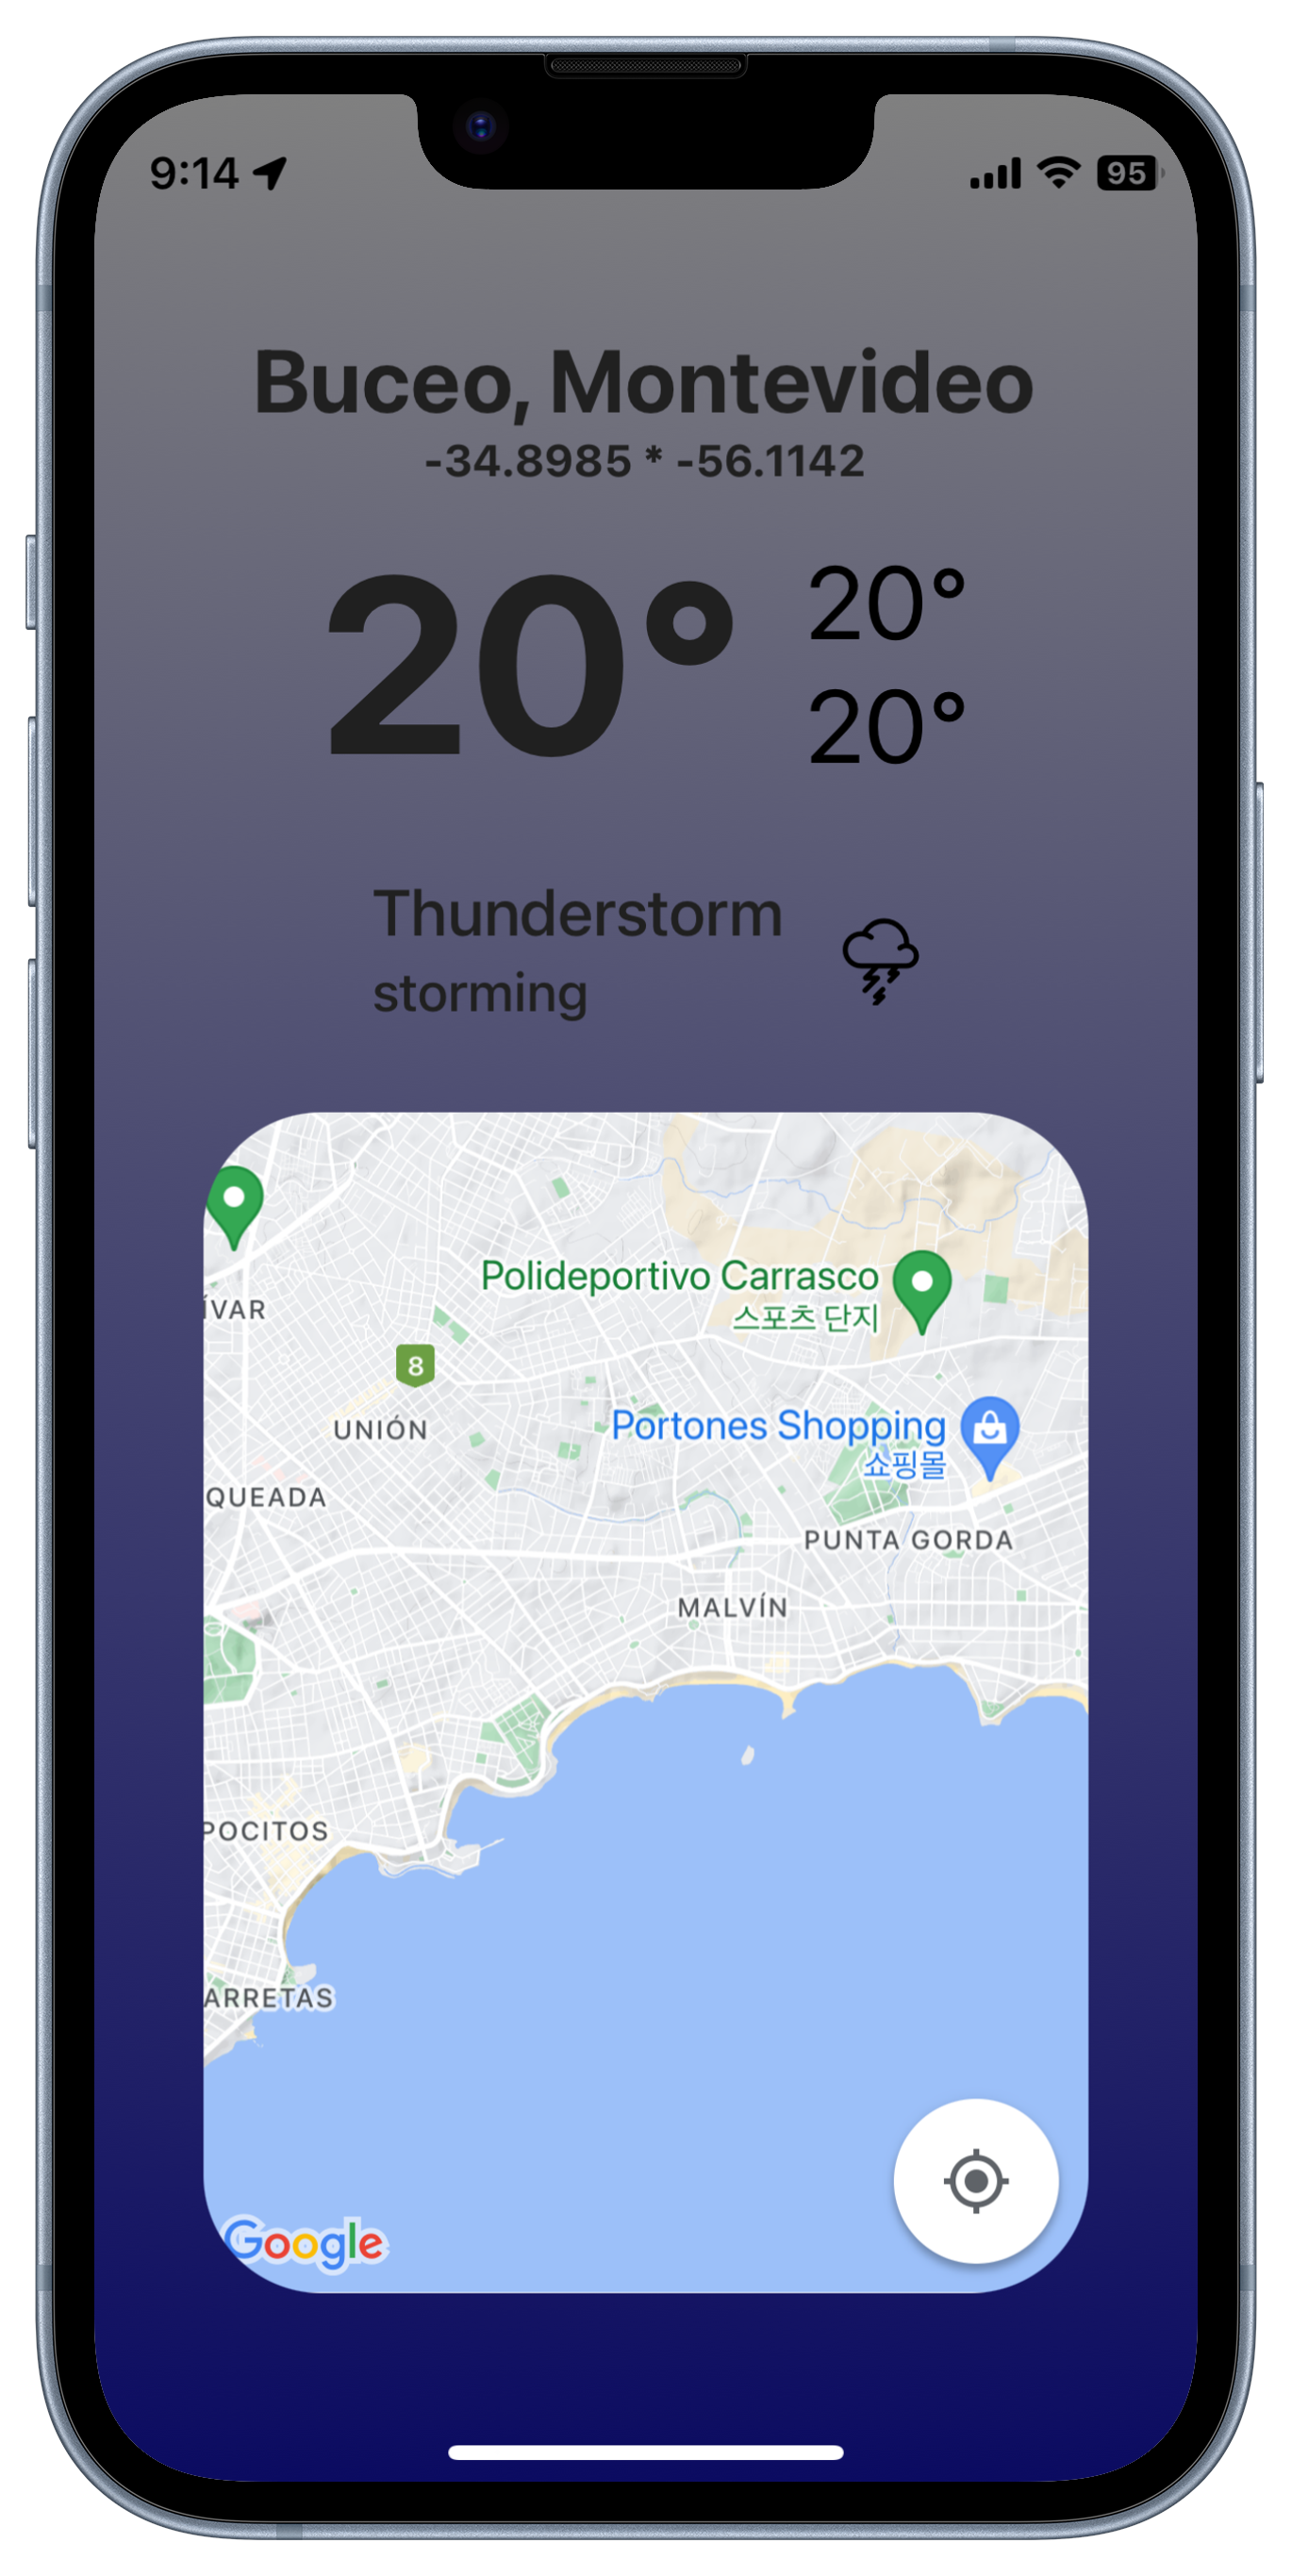 9:14
95
Buceo, Montevideo
-34.8985 * -56.1142
20°
20°
20°
Thunderstorm
storming
Polideportivo Carrasco
스포츠 단지
ÍVAR
8
UNIÓN
Portones Shopping
쇼핑몰
QUEADA
PUNTA GORDA
MALVÍN
POCITOS
ARRETAS
Google